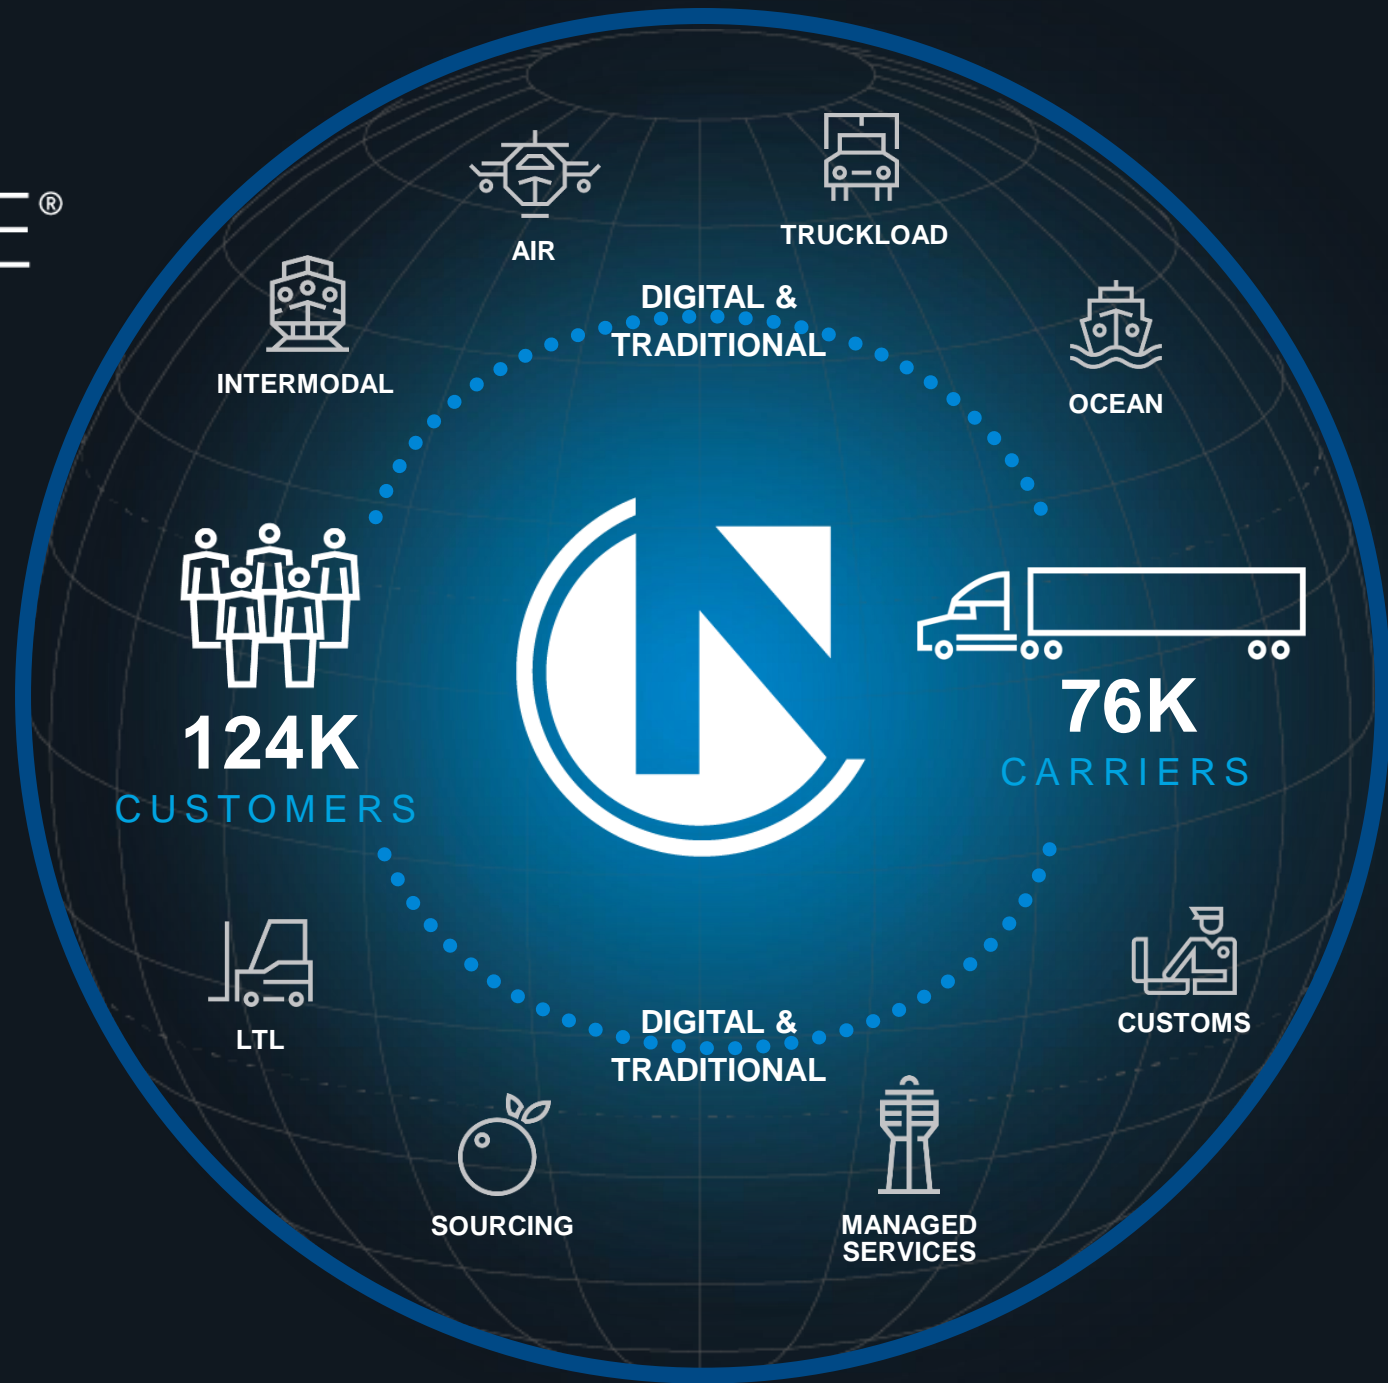 E®
AIR
TRUCKLOAD
DIGITAL &
TRADITIONAL
INTERMODAL
OCEAN
124K
CUSTOMERS
76K
CARRIERS
LTL
DIGITAL &
TRADITIONAL
CUSTOMS
SOURCING
MANAGED
SERVICES